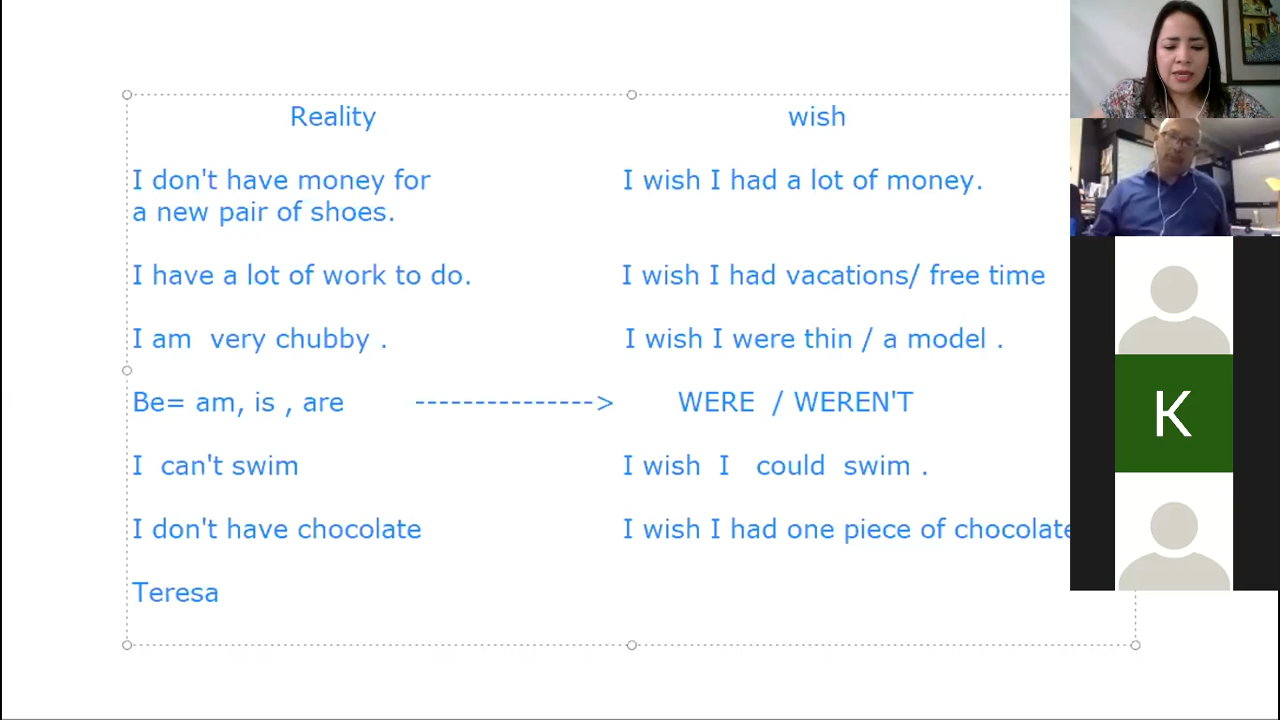 Reality wish
I don't have money for I wish I had a lot of money.
a new pair of shoes.
I have a lot of work to do. I wish I had vacations/ free time
I am very chubby . I wish I were thin / a model .
Be= am, is , are --------------> WERE / WEREN'T
I can't swim I wish I could swim .
I don't have chocolate I wish I had one piece of chocolate
Teresa
K